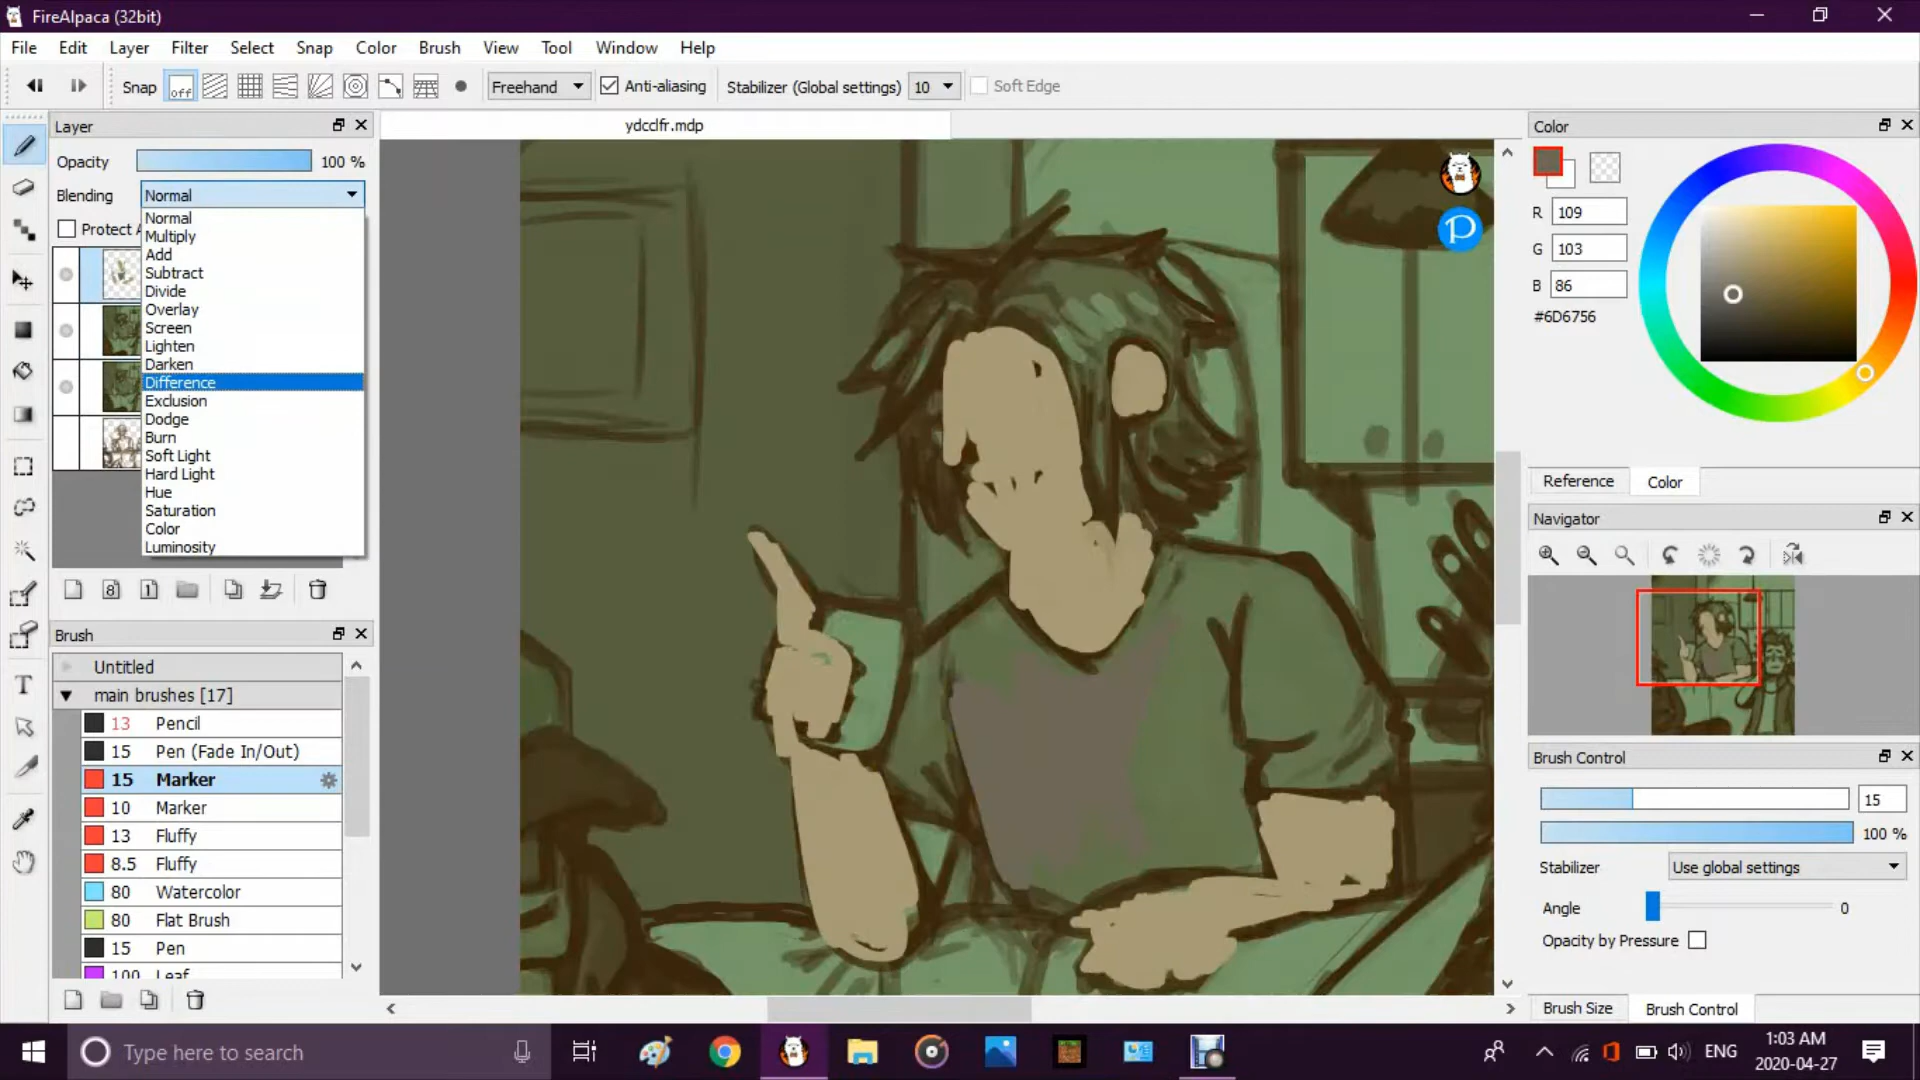 FireAlpaca (32bit)
File Edit Layer Filter Select Snap Color Brush View Tool Window Help
Snap off Freehand Anti-aliasing Stabilizer (Global settings) 10 Soft Edge
Layer
ydcclfr.mdp
Color
Opacity 100 %
Blending Normal
Protect A
Normal
Multiply
Add
Subtract
Divide
Overlay
Screen
Lighten
Darken
Difference
Exclusion
Dodge
Burn
Soft Light
Hard Light
Hue
Saturation
Color
Luminosity
8 1
P
R 109
G 103
B 86
#6D6756
Reference Color
Navigator
Brush
Untitled
main brushes [17]
13 Pencil
15 Pen (Fade In/Out)
15 Marker
10 Marker
13 Fluffy
8.5 Fluffy
80 Watercolor
80 Flat Brush
15 Pen
100 Leaf
T
Brush Control
15
100 %
Stabilizer Use global settings
Angle 0
Opacity by Pressure
Brush Size Brush Control
Type here to search
ENG
1:03 AM
2020-04-27